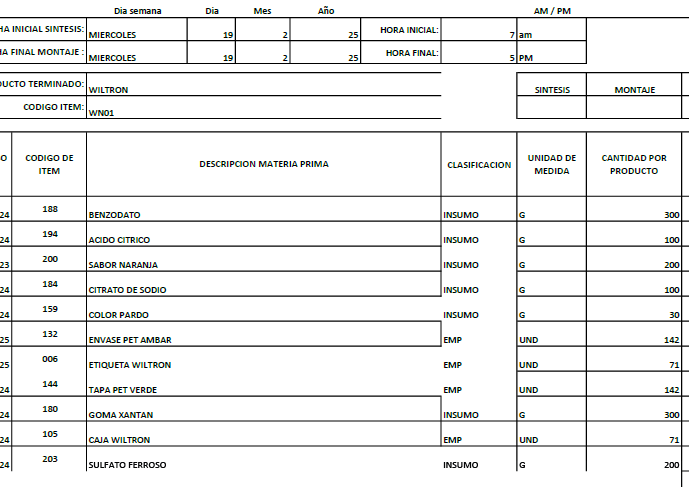 Dia semana Dia Mes Año AM / PM
HA INICIAL SINTESIS: MIERCOLES 19 2 25 HORA INICIAL: 7 am
HA FINAL MONTAJE : MIERCOLES 19 2 25 HORA FINAL: 5 PM
DUCTO TERMINADO: WILTRON SINTESIS MONTAJE
CODIGO ITEM: WN01
O CODIGO DE ITEM DESCRIPCION MATERIA PRIMA CLASIFICACION UNIDAD DE MEDIDA CANTIDAD POR PRODUCTO
24 188 BENZODATO INSUMO G 300
24 194 ACIDO CITRICO INSUMO G 100
23 200 SABOR NARANJA INSUMO G 200
24 184 CITRATO DE SODIO INSUMO G 100
24 159 COLOR PARDO INSUMO G 30
25 132 ENVASE PET AMBAR EMP UND 142
25 006 ETIQUETA WILTRON EMP UND 71
24 144 TAPA PET VERDE EMP UND 142
24 180 GOMA XANTAN INSUMO G 300
24 105 CAJA WILTRON EMP UND 71
24 203 SULFATO FERROSO INSUMO G 200